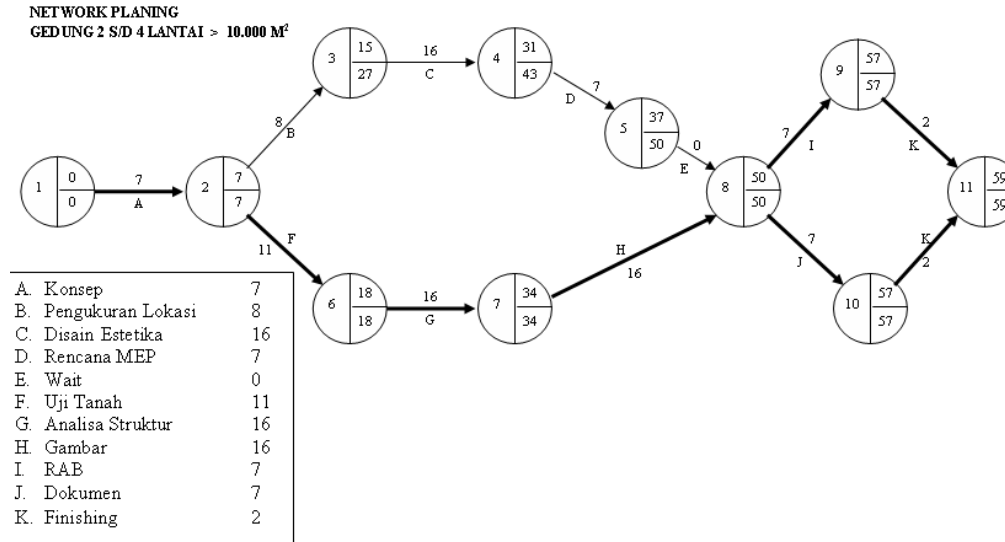 NETWORK PLANING
GEDUNG 2 S/D 4 LANTAI > 10.000 M²
1 0 0
7
A
2 7 7
8
B
3 15 27
16
C
4 31 43
7
D
5 37 50
0
E
F
11
6 18 18
16
G
7 34 34
H
16
8 50 50
7
I
9 57 57
2
K
7
J
10 57 57
K
2
11 59 59
A. Konsep 7
B. Pengukuran Lokasi 8
C. Disain Estetika 16
D. Rencana MEP 7
E. Wait 0
F. Uji Tanah 11
G. Analisa Struktur 16
H. Gambar 16
I. RAB 7
J. Dokumen 7
K. Finishing 2